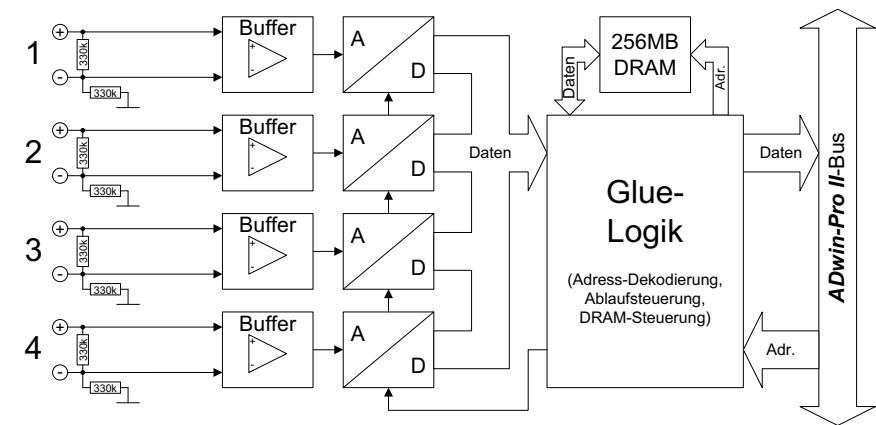 1
+
-
330k
330k
Buffer
+
-
A
D
2
+
-
330k
330k
Buffer
+
-
A
D
3
+
-
330k
330k
Buffer
+
-
A
D
4
+
-
330k
330k
Buffer
+
-
A
D
Daten
256MB
DRAM
Daten
Adr.
Glue-
Logik
(Adress-Dekodierung,
Ablaufsteuerung,
DRAM-Steuerung)
Daten
Adr.
ADwin-Pro II-Bus